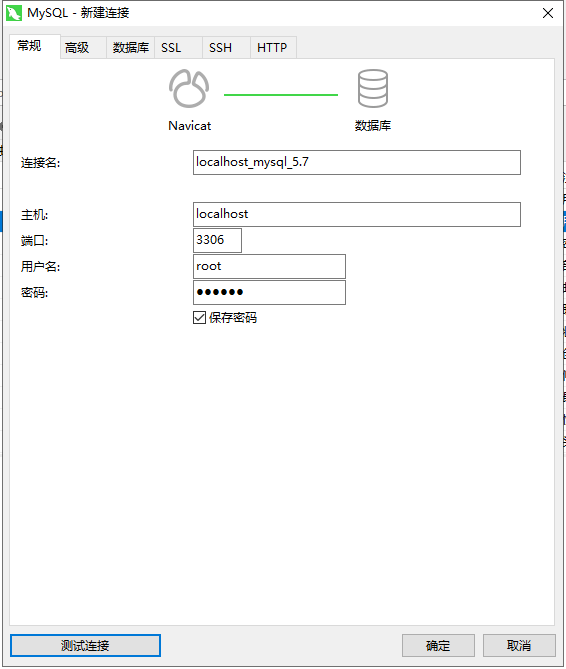 MySQL - 新建连接
常规 高级 数据库 SSL SSH HTTP
Navicat 数据库
连接名: localhost_mysql_5.7
主机: localhost
端口: 3306
用户名: root
密码: ●●●●●●
保存密码
测试连接 确定 取消